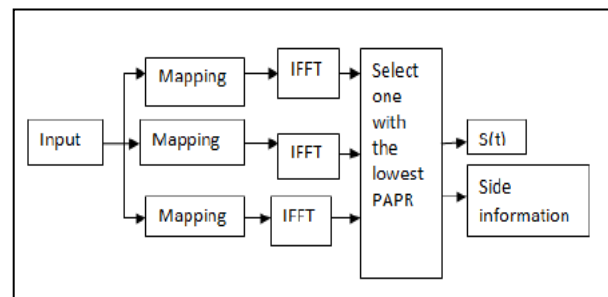 Mapping
IFFT
Input
Mapping
IFFT
Mapping
IFFT
Select
one
with
the
lowest
PAPR
S(t)
Side
information